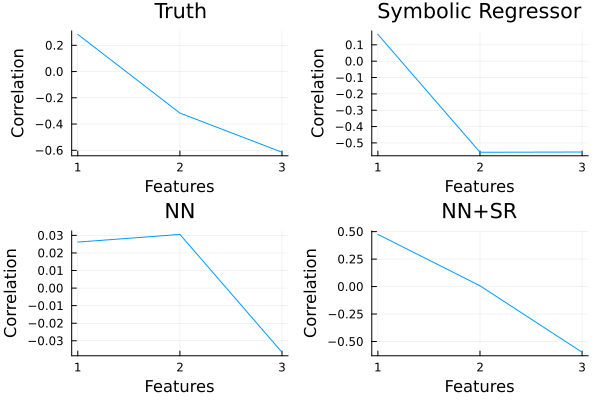 Truth
Correlation
0.2
0.0
−0.2
−0.4
−0.6
1 2 3
Features
Symbolic Regressor
Correlation
0.1
0.0
−0.1
−0.2
−0.3
−0.4
−0.5
1 2 3
Features
NN
Correlation
0.03
0.02
0.01
0.00
−0.01
−0.02
−0.03
1 2 3
Features
NN+SR
Correlation
0.50
0.25
0.00
−0.25
−0.50
1 2 3
Features